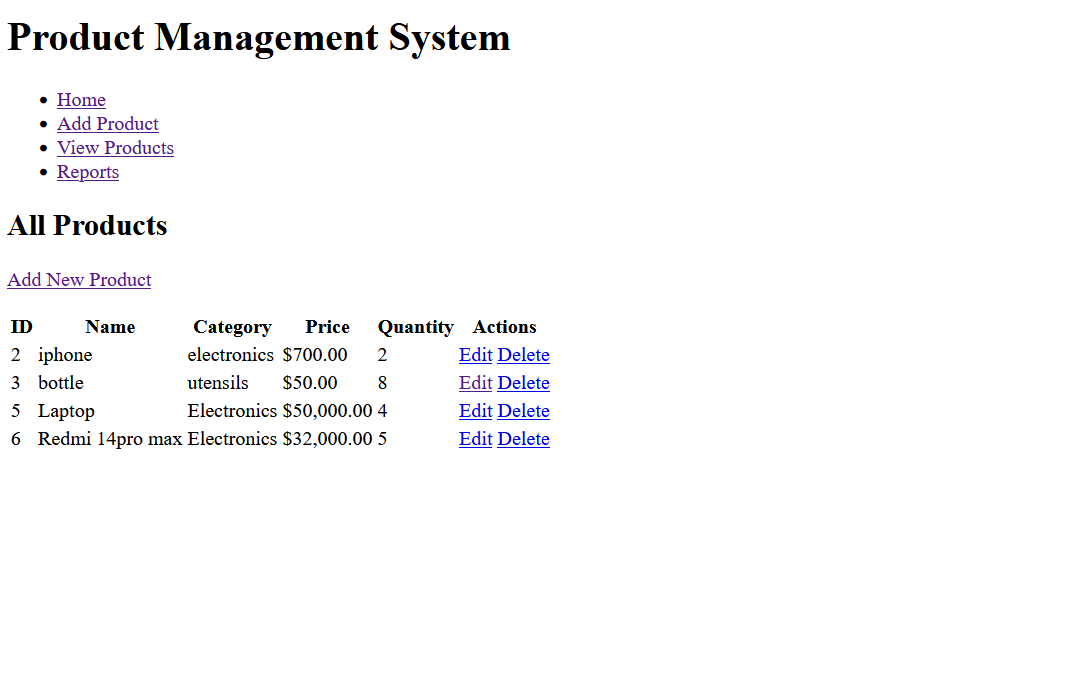 Product Management System
Home
Add Product
View Products
Reports
All Products
Add New Product
ID Name Category Price Quantity Actions
2 iphone electronics $700.00 2 Edit Delete
3 bottle utensils $50.00 8 Edit Delete
5 Laptop Electronics $50,000.00 4 Edit Delete
6 Redmi 14pro max Electronics $32,000.00 5 Edit Delete